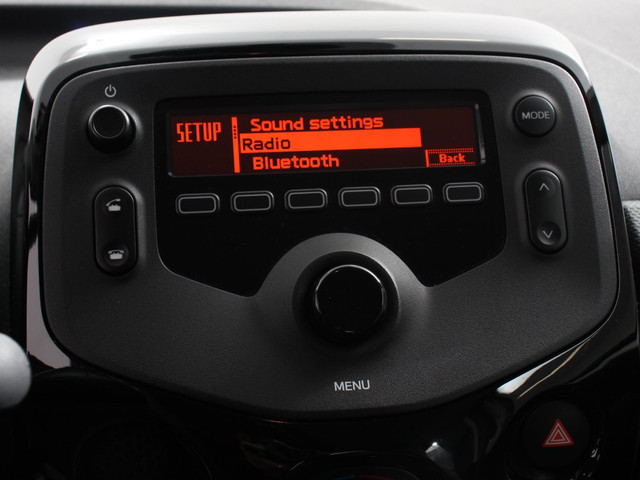 SETUP
Sound settings
Radio
Bluetooth
Back
MODE
MENU